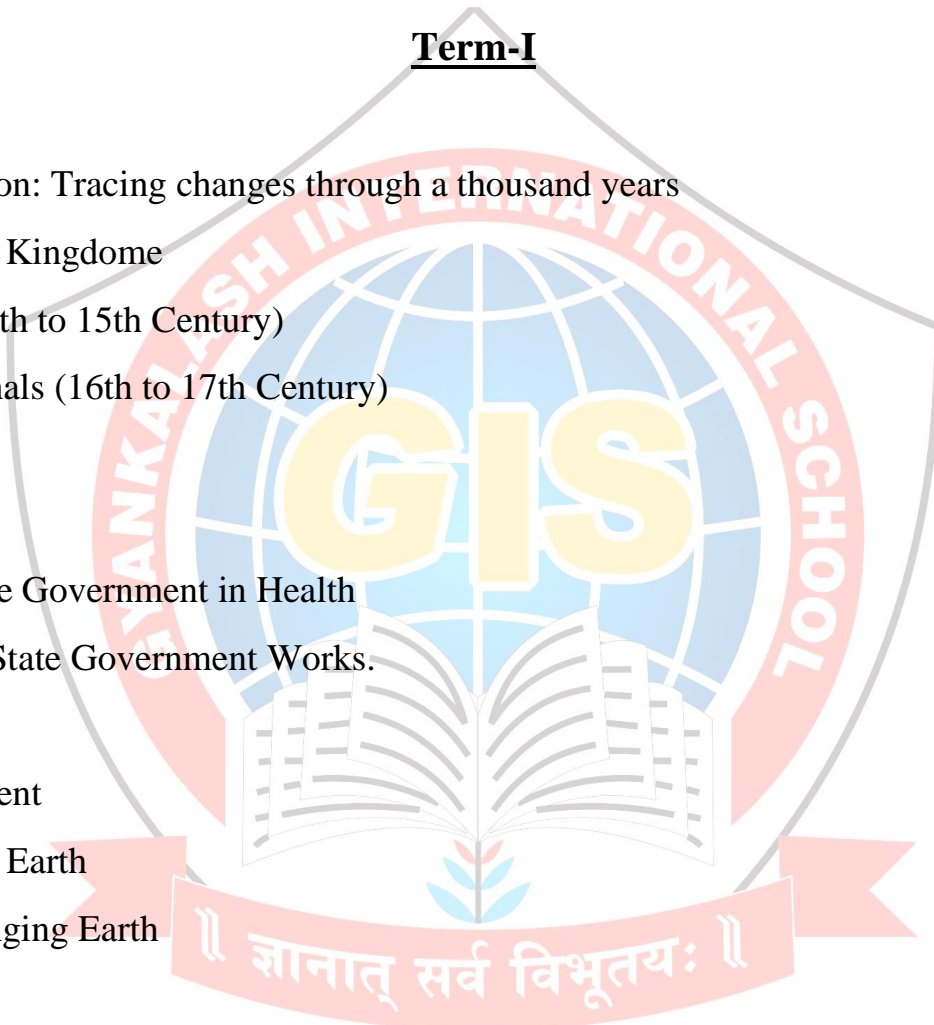 Term-I
on: Tracing changes through a thousand years
Kingdome
th to 15th Century)
als (16th to 17th Century)
e Government in Health
State Government Works.
ent
Earth
ging Earth
GYANKALASH INTERNATIONAL SCHOOL
GIS
॥ ज्ञानात् सर्व विभूतयः ॥